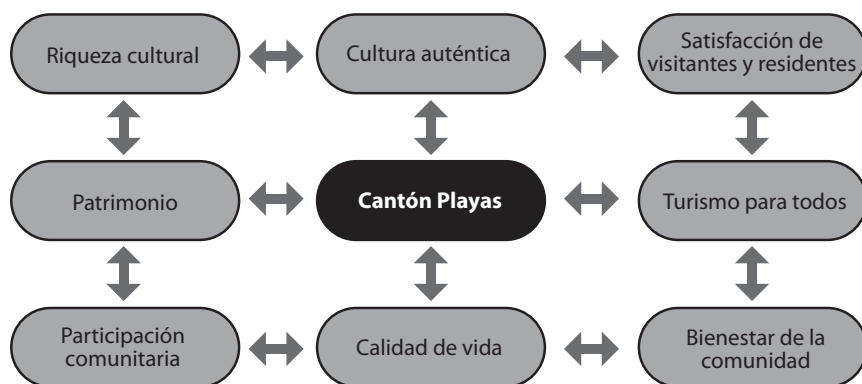 Riqueza cultural
Cultura auténtica
Satisfacción de
visitantes y residentes
Patrimonio
Cantón Playas
Turismo para todos
Participación
comunitaria
Calidad de vida
Bienestar de la
comunidad